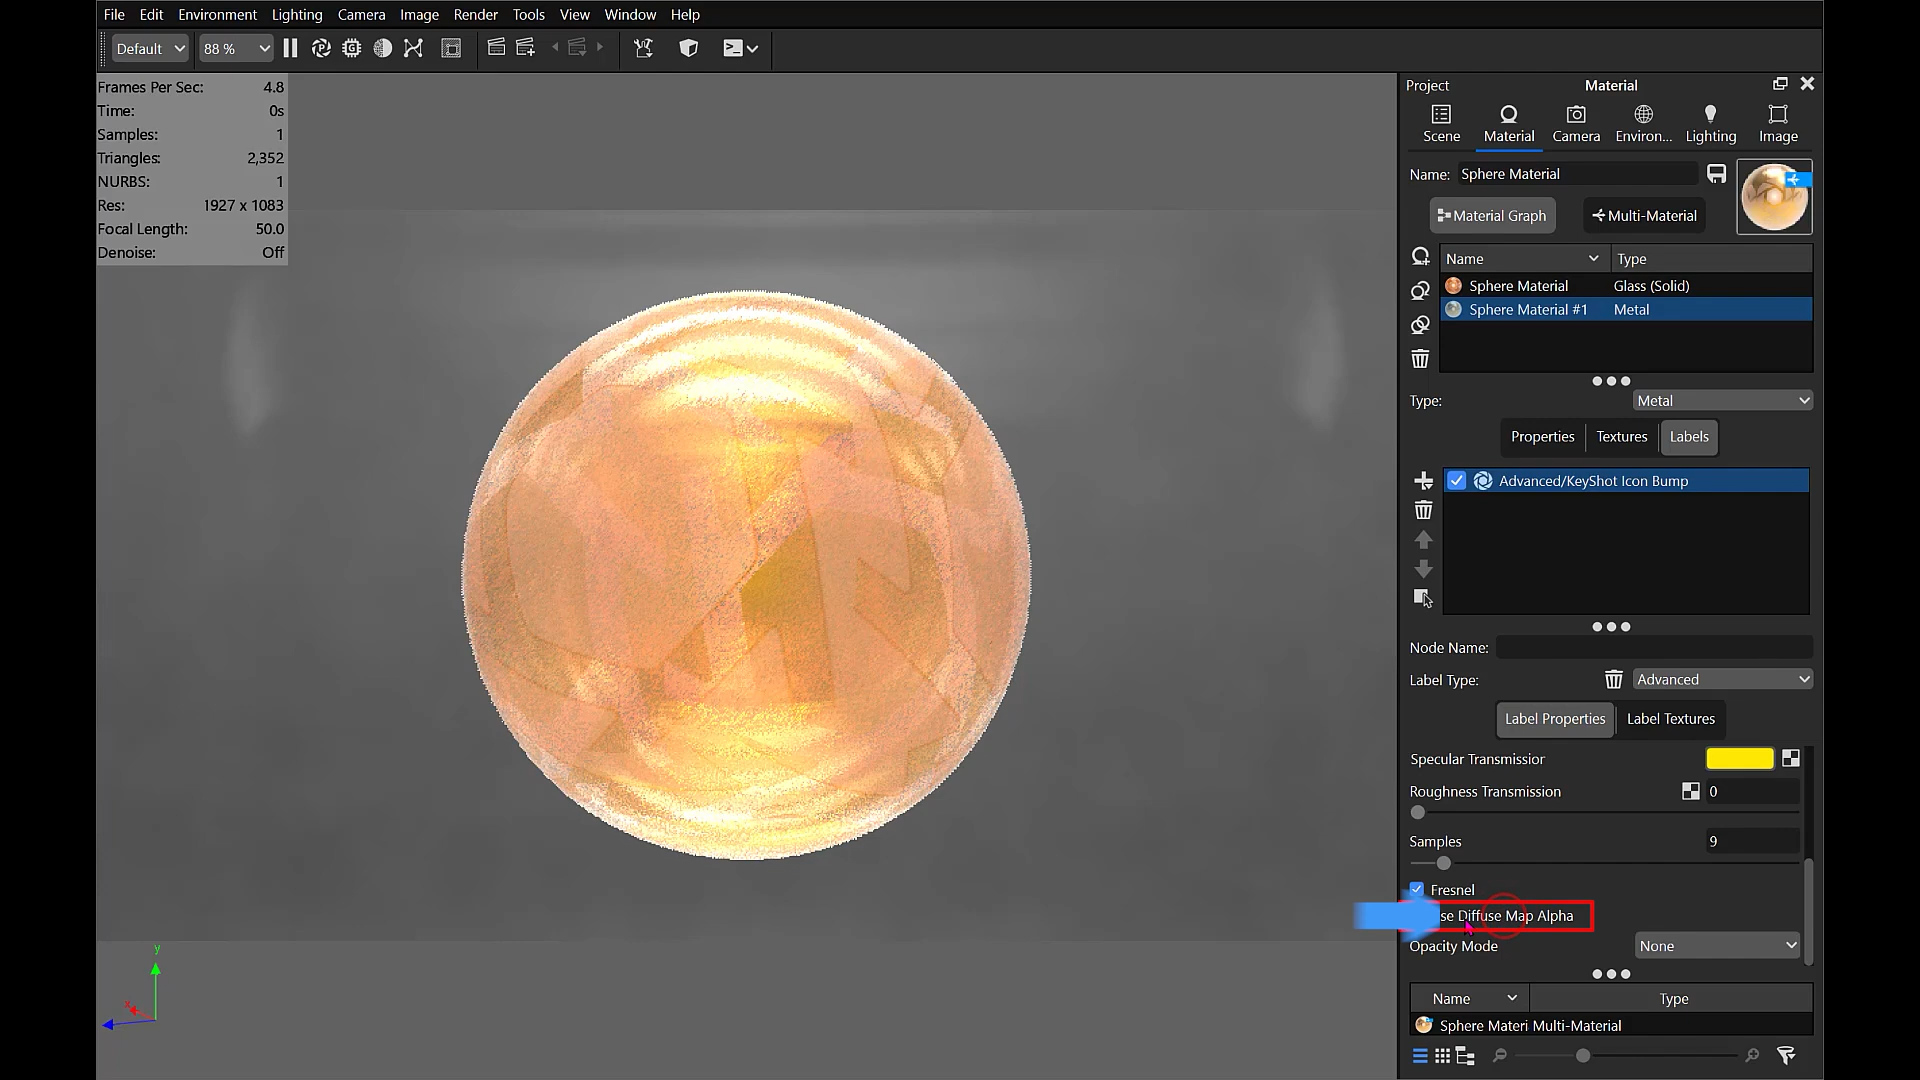 File Edit Environment Lighting Camera Image Render Tools View Window Help
Default 88 %
Frames Per Sec: 4.8
Time: 0s
Samples: 1
Triangles: 2,352
NURBS: 1
Res: 1927 x 1083
Focal Length: 50.0
Denoise: Off
Project Material
Scene Material Camera Environ... Lighting Image
Name: Sphere Material
Material Graph Multi-Material
Name Type
Sphere Material Glass (Solid)
Sphere Material #1 Metal
Type: Metal
Properties Textures Labels
Advanced/KeyShot Icon Bump
Node Name:
Label Type: Advanced
Label Properties Label Textures
Specular Transmissior
Roughness Transmission 0
Samples 9
Fresnel
se Diffuse Map Alpha
Opacity Mode None
Name Type
Sphere Materi Multi-Material
y
x